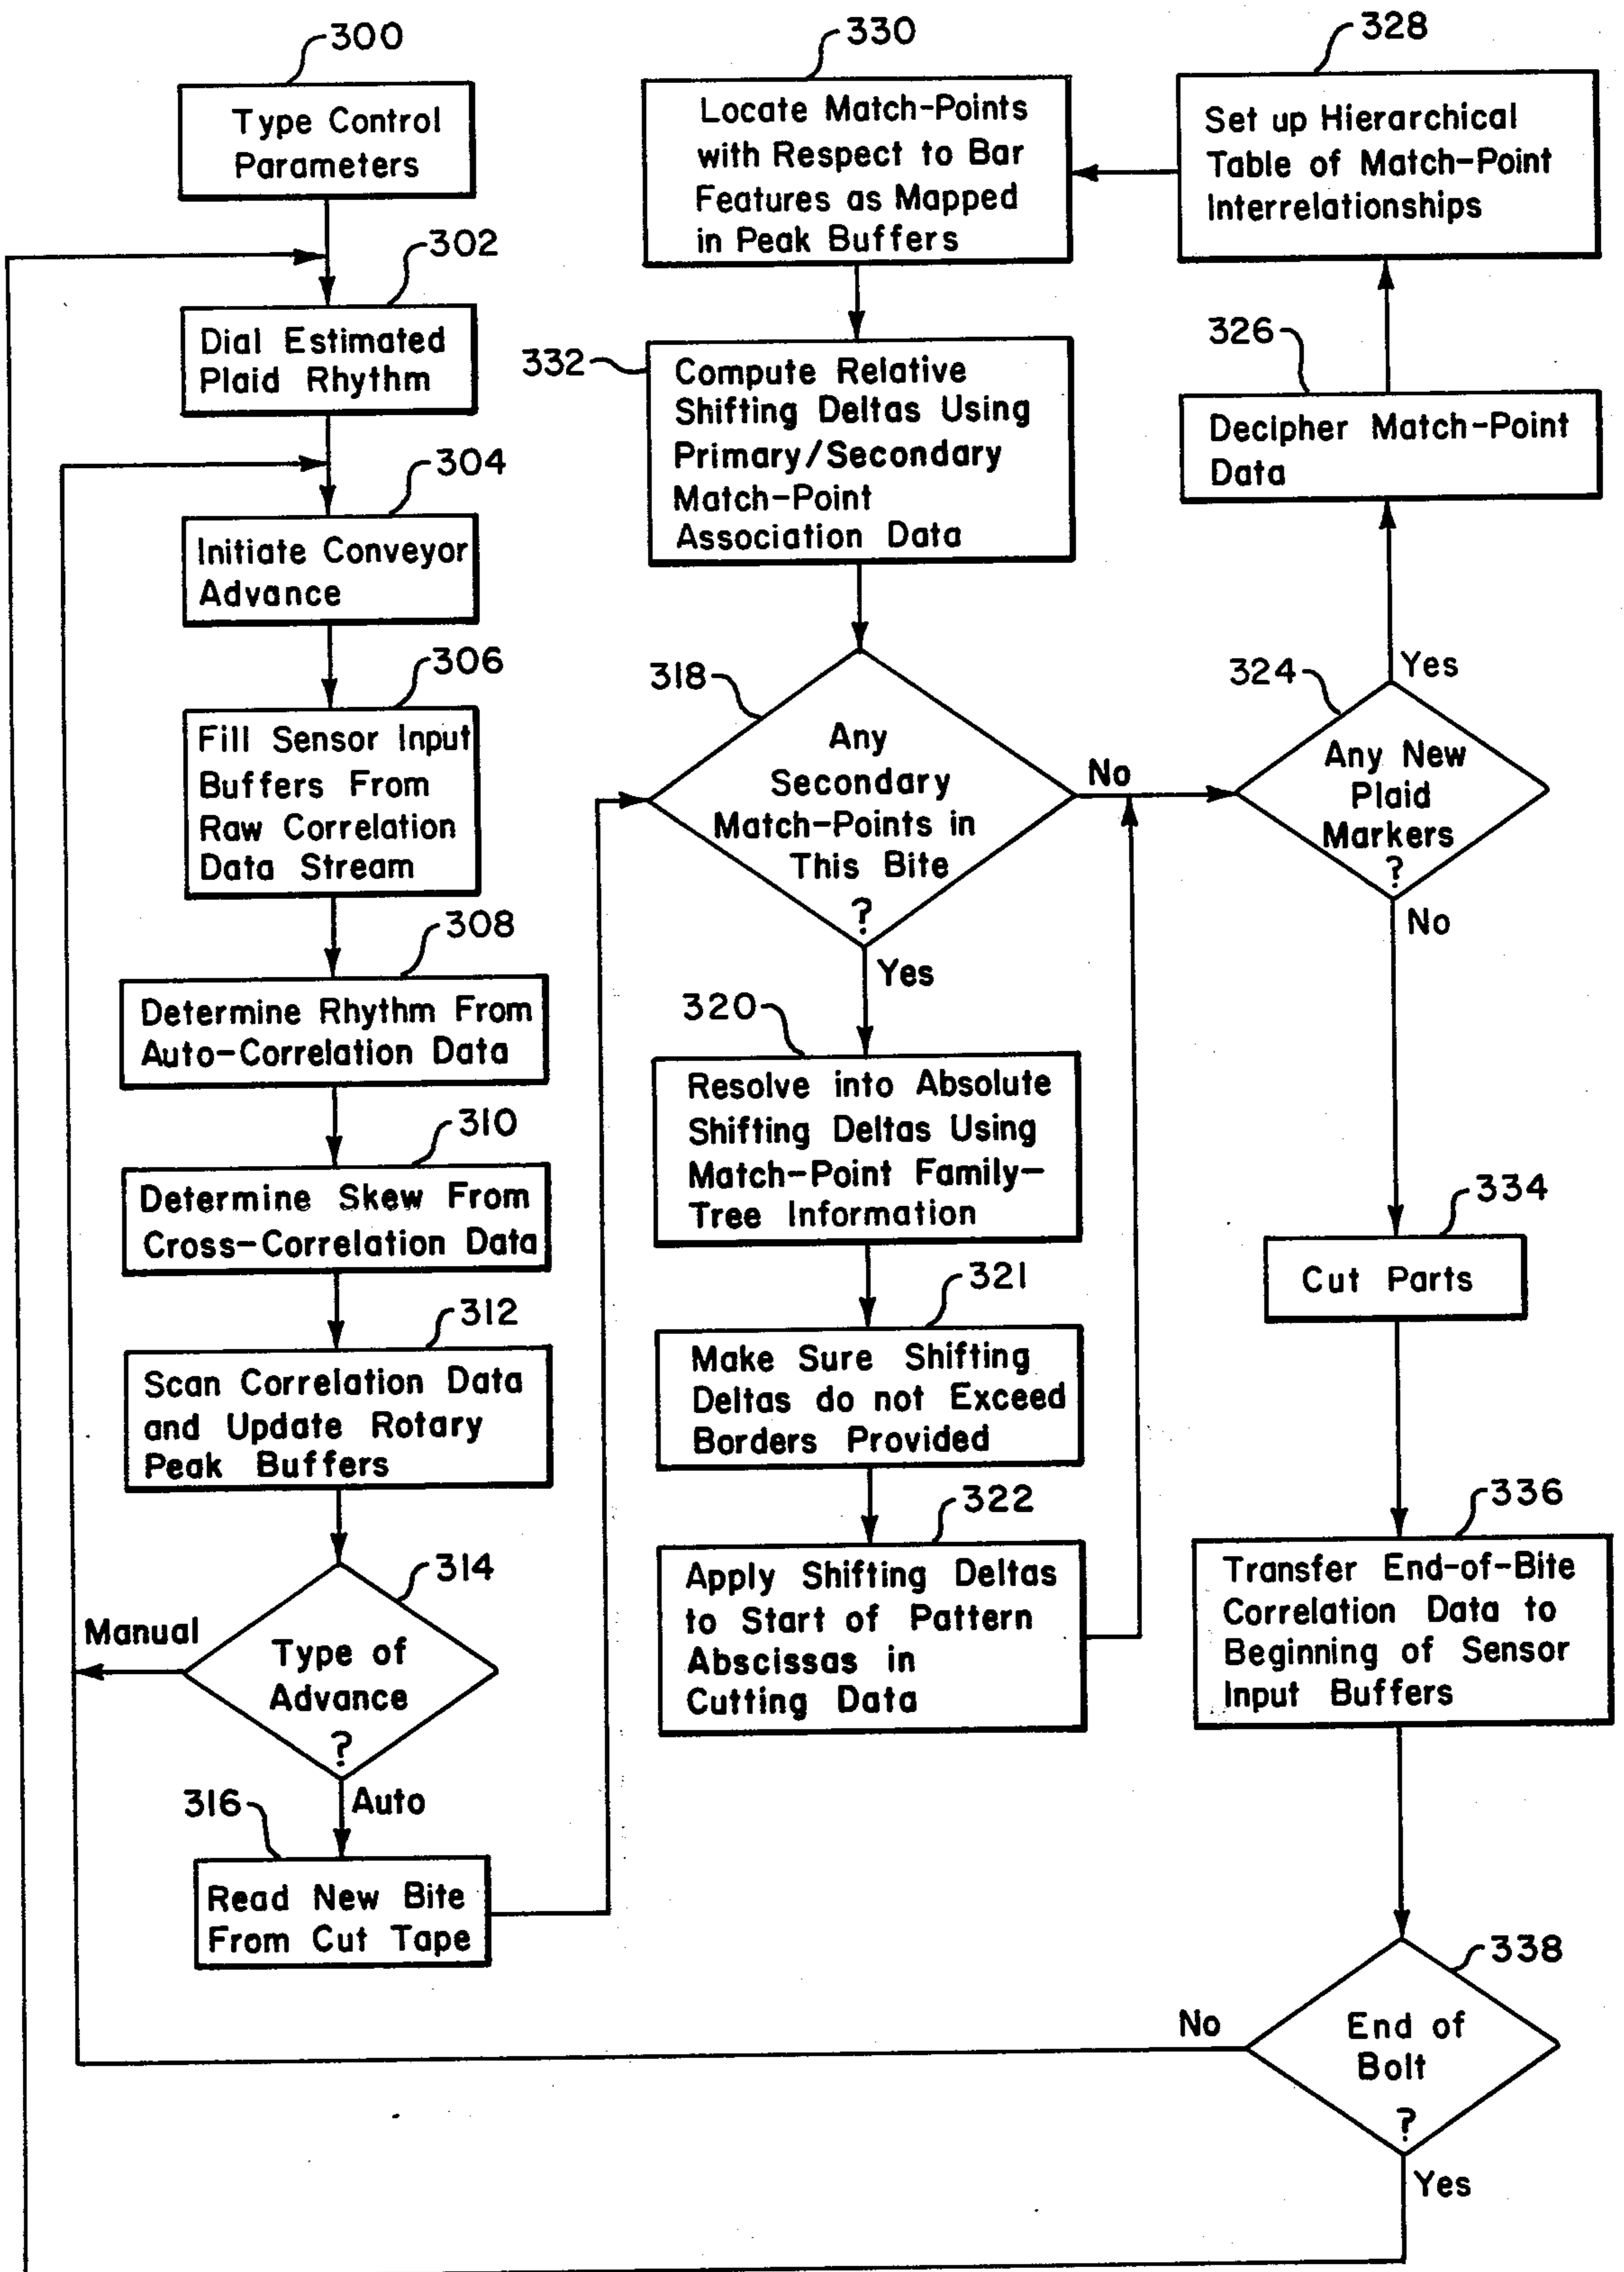 300
Type Control
Parameters
302
Dial Estimated
Plaid Rhythm
304
Initiate Conveyor
Advance
306
Fill Sensor Input
Buffers From
Raw Correlation
Data Stream
308
Determine Rhythm From
Auto-Correlation Data
310
Determine Skew From
Cross-Correlation Data
312
Scan Correlation Data
and Update Rotary
Peak Buffers
314
Manual
Type of
Advance
?
Auto
316
Read New Bite
From Cut Tape
330
Locate Match-Points
with Respect to Bar
Features as Mapped
in Peak Buffers
332
Compute Relative
Shifting Deltas Using
Primary/Secondary
Match-Point
Association Data
318
Any
Secondary
Match-Points in
This Bite
?
No
Yes
320
Resolve into Absolute
Shifting Deltas Using
Match-Point Family-
Tree Information
321
Make Sure Shifting
Deltas do not Exceed
Borders Provided
322
Apply Shifting Deltas
to Start of Pattern
Abscissas in
Cutting Data
328
Set up Hierarchical
Table of Match-Point
Interrelationships
326
Decipher Match-Point
Data
Yes
324
Any New
Plaid
Markers
?
No
334
Cut Parts
336
Transfer End-of-Bite
Correlation Data to
Beginning of Sensor
Input Buffers
338
No
End of
Bolt
?
Yes